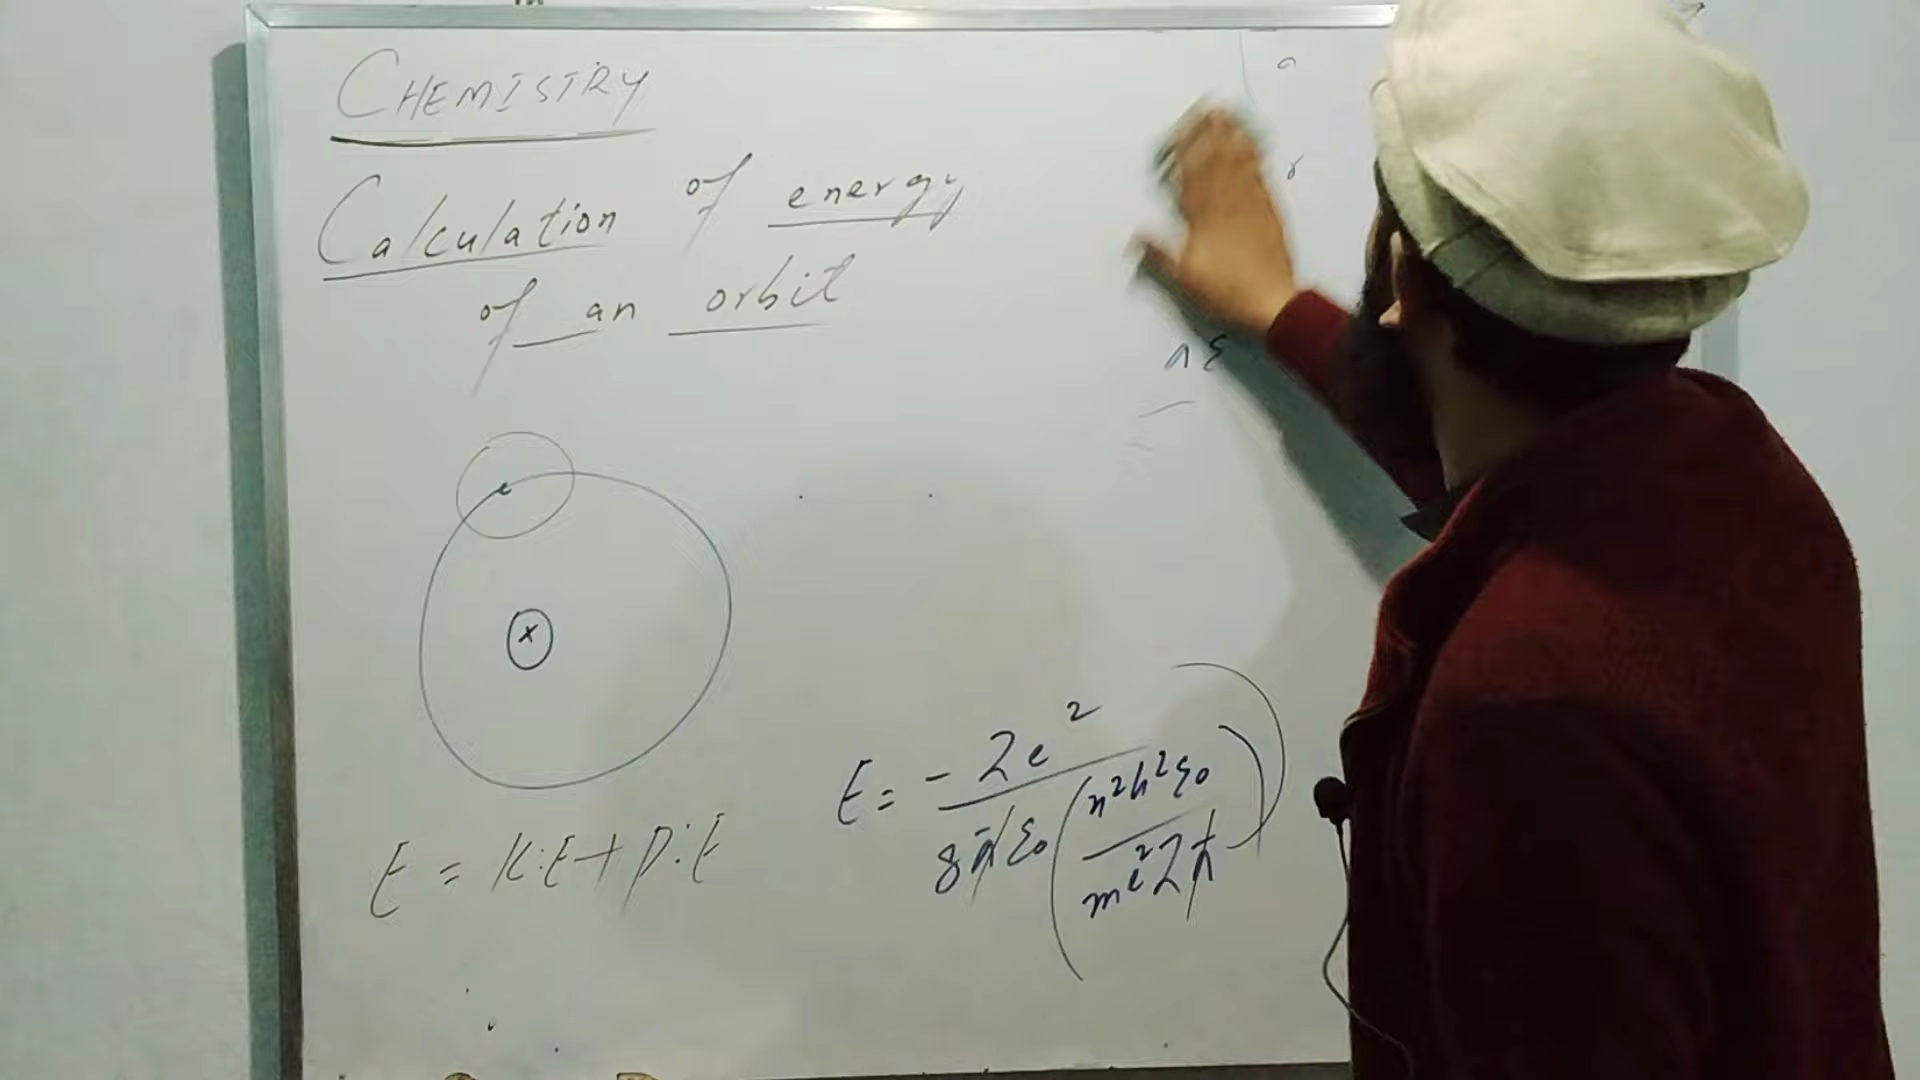 CHEMISTRY
Calculation of energy
of an orbit
a
r
e
x
E = K.E + P.E
E = - Ze²
8πε₀ (n²h²ε₀
me²Zπ)